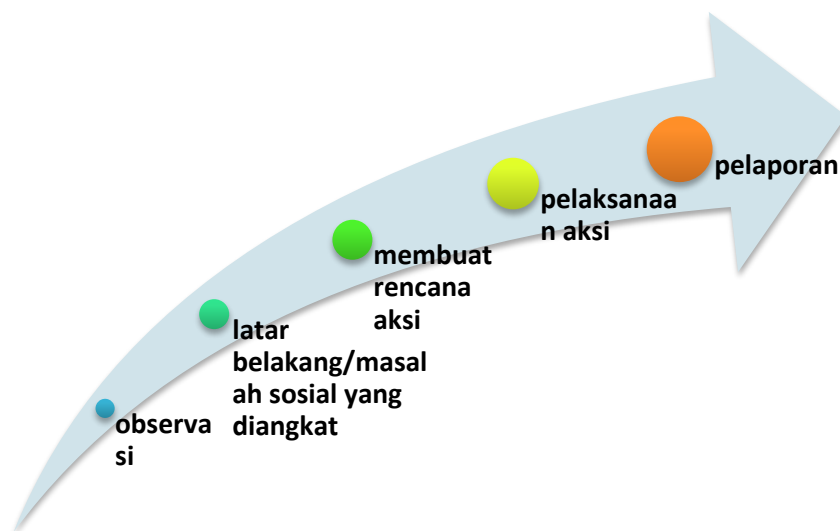 observa
si
latar
belakang/masal
ah sosial yang
diangkat
membuat
rencana
aksi
pelaksanaa
n aksi
pelaporan